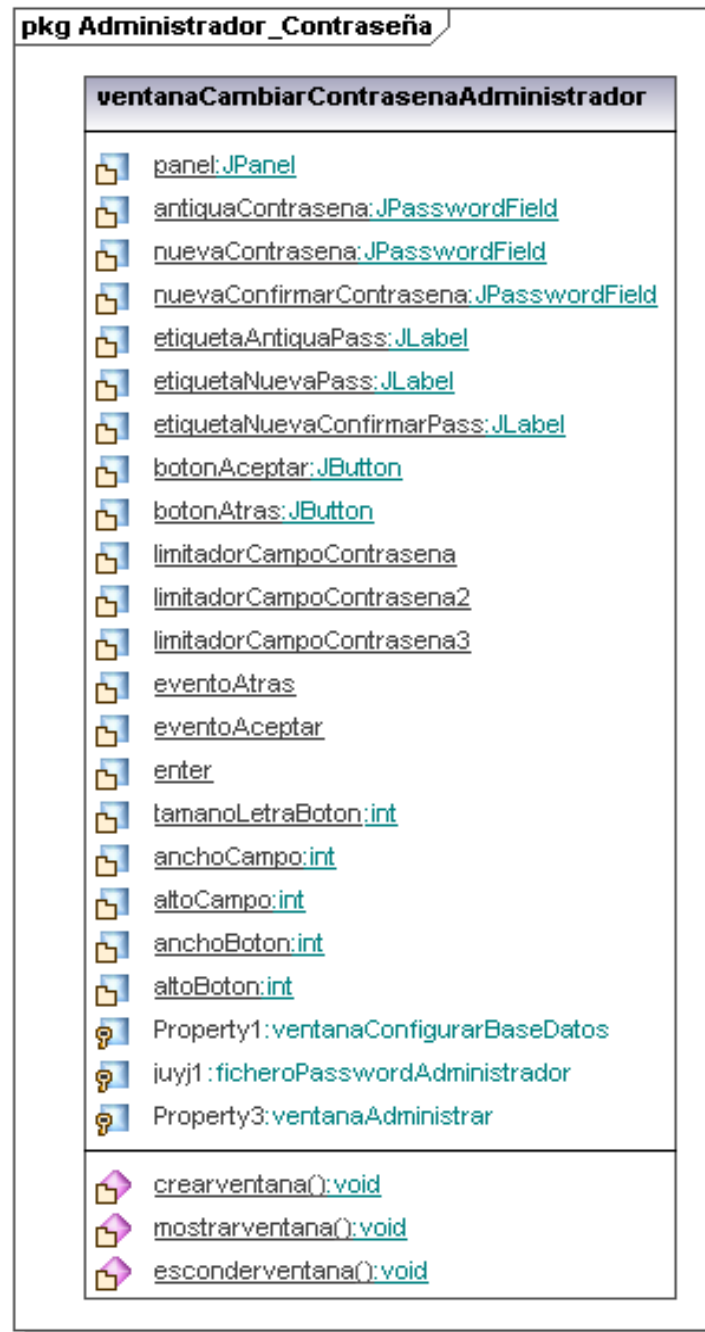 pkg Administrador_Contraseña
ventanaCambiarContrasenaAdministrador
panel:JPanel
antiguaContrasena:JPasswordField
nuevaContrasena:JPasswordField
nuevaConfirmarContrasena:JPasswordField
etiquetaAntiguaPass:JLabel
etiquetaNuevaPass:JLabel
etiquetaNuevaConfirmarPass:JLabel
botonAceptar:JButton
botonAtras:JButton
limitadorCampoContrasena
limitadorCampoContrasena2
limitadorCampoContrasena3
eventoAtras
eventoAceptar
enter
tamanoLetraBoton:int
anchoCampo:int
altoCampo:int
anchoBoton:int
altoBoton:int
Property1:ventanaConfigurarBaseDatos
juyj1:ficheroPasswordAdministrador
Property3:ventanaAdministrar
crearventana():void
mostrarventana():void
esconderventana():void